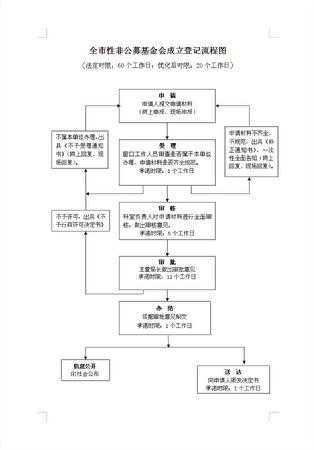 全市性非公募基金会成立登记流程图
（法定时限：60个工作日；优化后时限：20个工作日）
申 请
申请人提交申请材料
（网上申报、现场申报）
不属本单位办理，出
具《不予受理通知
书》（网上回复、现
场回复）。
受 理
窗口工作人员审查是否属于本单位
办理，申请材料是否齐全规范。
承诺时限：1个工作日
申请材料不齐全、
不规范，出具《补
正通知书》，一次
性全面告知（网上
回复、现场回复）。
不予许可，出具《不
予行政许可决定书》
审 核
科室负责人对申请材料进行全面审
核，做出审核意见。
承诺时限：5个工作日
审 批
主管局长做出审批意见
承诺时限：12个工作日
办 结
依据审批意见制文
承诺时限：1个工作日
信息公开
向社会公布
送 达
向申请人颁发决定书
承诺时限：1个工作日